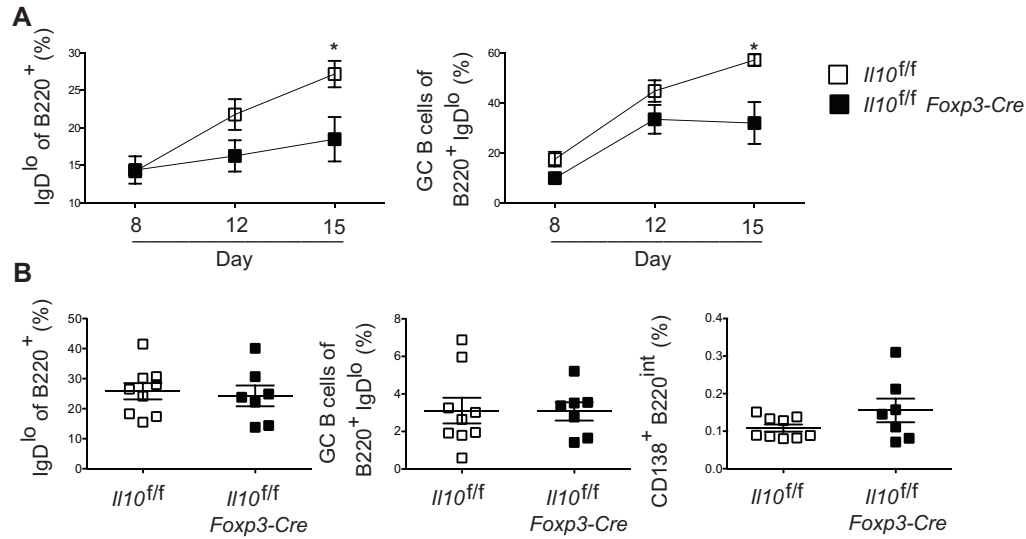 A
IgD^lo of B220^+ (%)
30
25
20
15
10
*
8 12 15
Day
GC B cells of
B220^+ IgD^lo (%)
60
40
20
0
*
8 12 15
Day
Il10^f/f
Il10^f/f Foxp3-Cre
B
IgD^lo of B220^+ (%)
50
40
30
20
10
0
Il10^f/f Il10^f/f
Foxp3-Cre
GC B cells of
B220^+ IgD^lo (%)
8
6
4
2
0
Il10^f/f Il10^f/f
Foxp3-Cre
CD138^+ B220^int (%)
0.4
0.3
0.2
0.1
0.0
Il10^f/f Il10^f/f
Foxp3-Cre